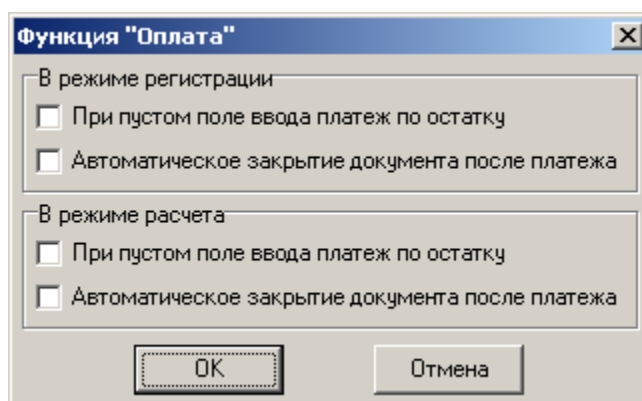 Функция "Оплата"
В режиме регистрации
При пустом поле ввода платеж по остатку
Автоматическое закрытие документа после платежа
В режиме расчета
При пустом поле ввода платеж по остатку
Автоматическое закрытие документа после платежа
OK
Отмена